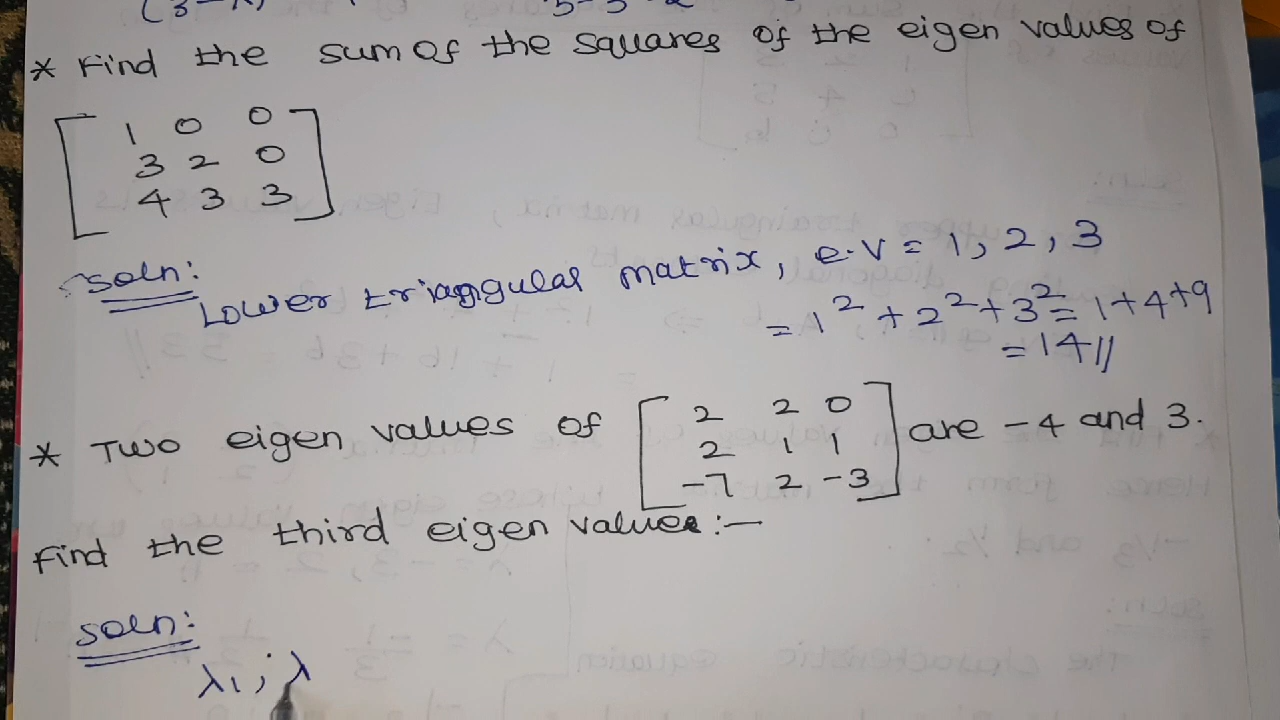 * Find the sum of the squares of the eigen values of
[ 1 0 0
3 2 0
4 3 3 ]
soln:
Lower triangular matrix, e.v = 1, 2, 3
= 1² + 2² + 3² = 1+4+9
= 14 //
* Two eigen values of [ 2 2 0
2 1 1
-7 2 -3 ] are -4 and 3.
Find the third eigen values :-
soln:
λ1, λ